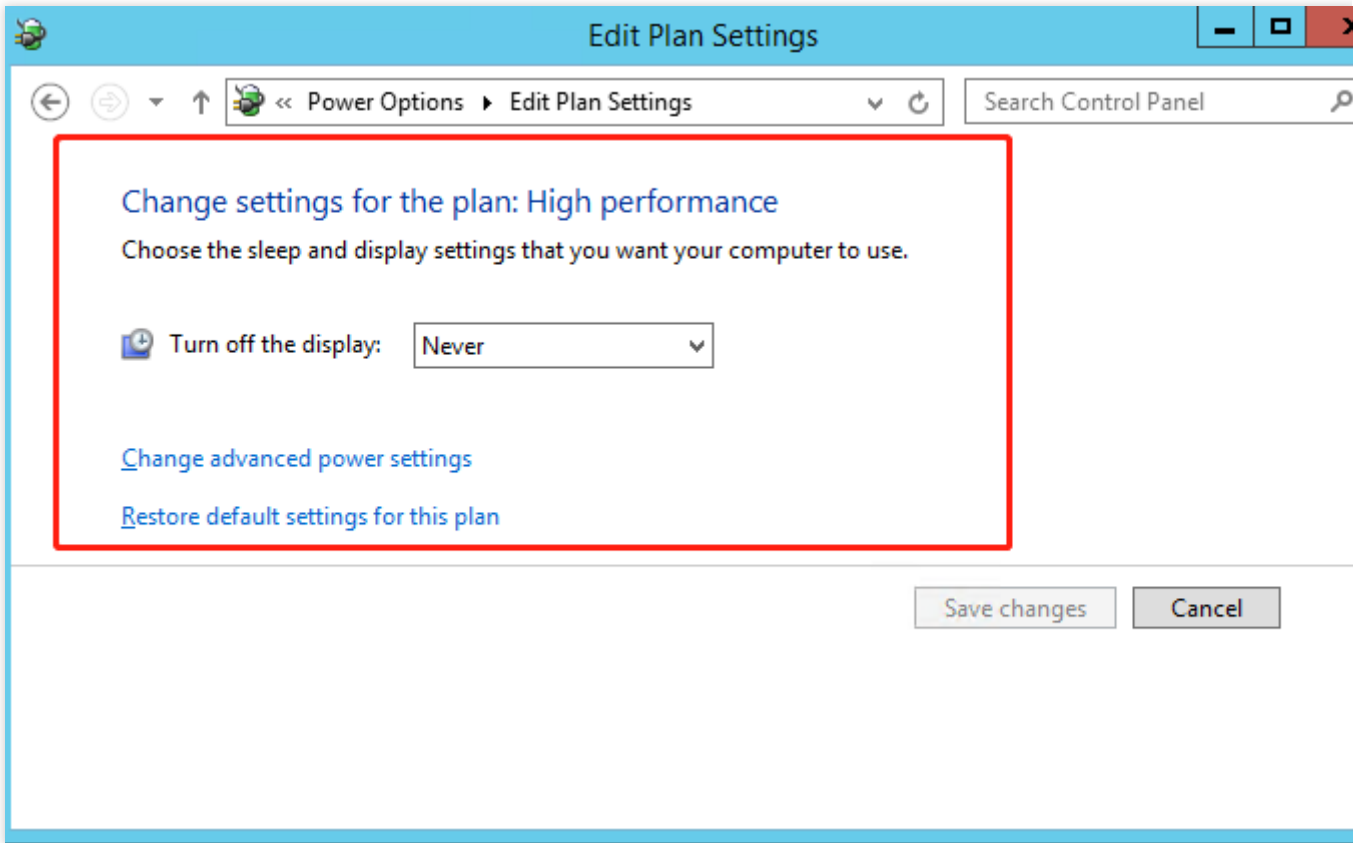 Edit Plan Settings
« Power Options Edit Plan Settings
Search Control Panel
Change settings for the plan: High performance
Choose the sleep and display settings that you want your computer to use.
Turn off the display: Never
Change advanced power settings
Restore default settings for this plan
Save changes Cancel